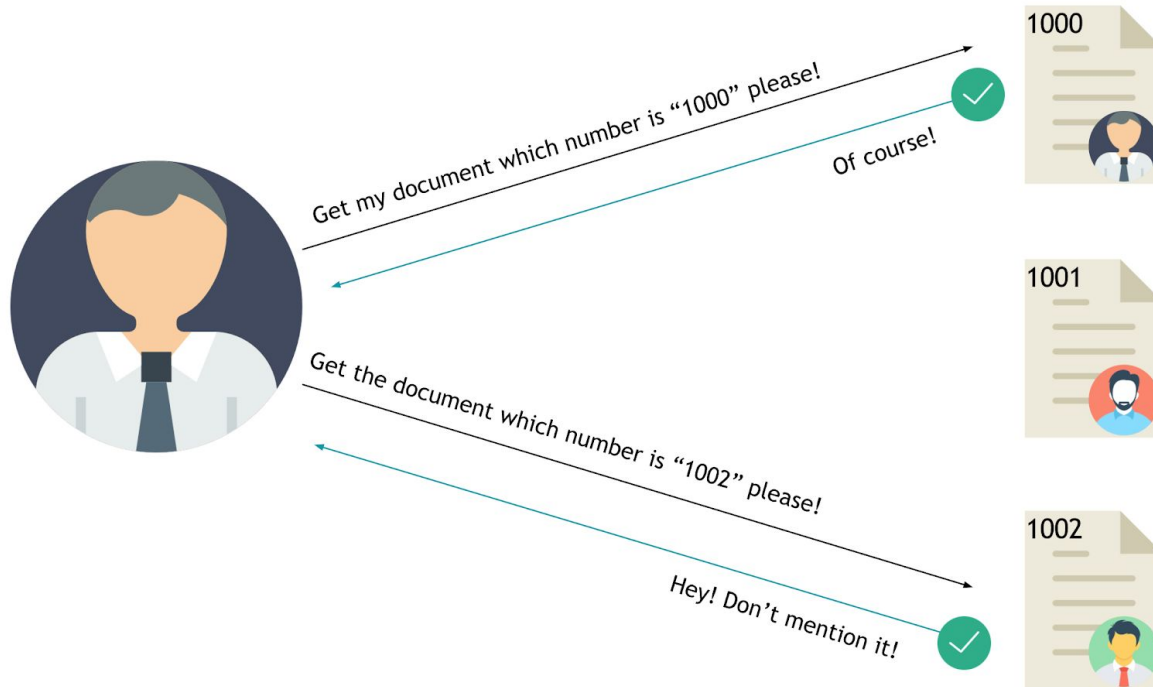 1000
Get my document which number is “1000” please!
Of course!
1001
Get the document which number is “1002” please!
1002
Hey! Don’t mention it!